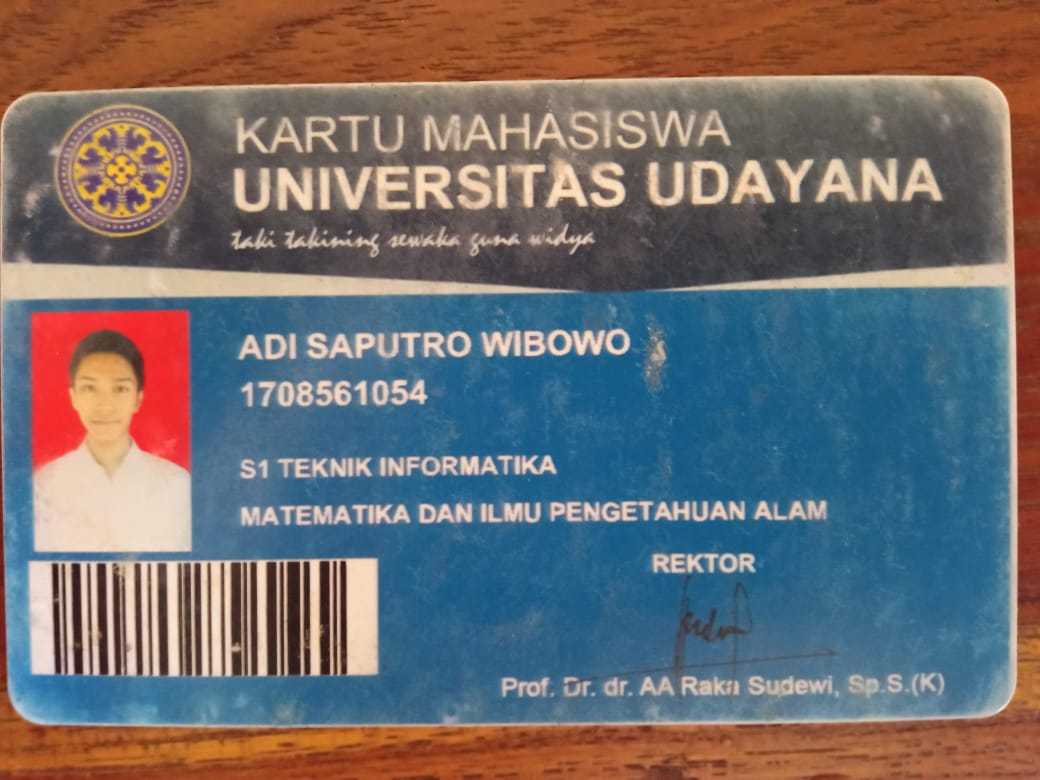 KARTU MAHASISWA
UNIVERSITAS UDAYANA
taki takining sewaka guna widya
ADI SAPUTRO WIBOWO
1708561054
S1 TEKNIK INFORMATIKA
MATEMATIKA DAN ILMU PENGETAHUAN ALAM
REKTOR
Prof. Dr. dr. AA Raka Sudewi, Sp.S.(K)